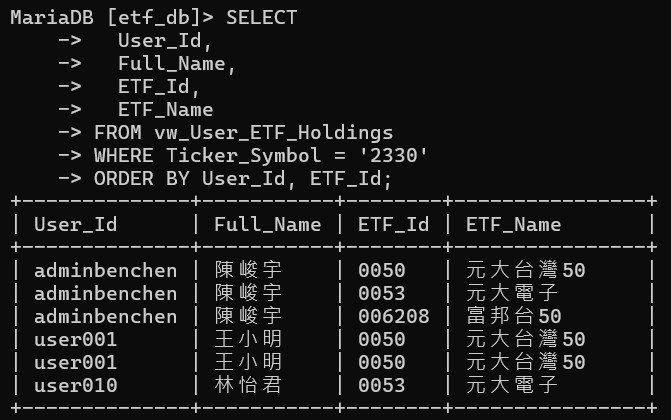 MariaDB [etf_db]> SELECT
    ->   User_Id,
    ->   Full_Name,
    ->   ETF_Id,
    ->   ETF_Name
    -> FROM vw_User_ETF_Holdings
    -> WHERE Ticker_Symbol = '2330'
    -> ORDER BY User_Id, ETF_Id;
+--------------+-----------+--------+----------------+
| User_Id      | Full_Name | ETF_Id | ETF_Name       |
+--------------+-----------+--------+----------------+
| adminbenchen | 陳峻宇    | 0050   | 元大台灣50     |
| adminbenchen | 陳峻宇    | 0053   | 元大電子       |
| adminbenchen | 陳峻宇    | 006208 | 富邦台50       |
| user001      | 王小明    | 0050   | 元大台灣50     |
| user001      | 王小明    | 0050   | 元大台灣50     |
| user010      | 林怡君    | 0053   | 元大電子       |
+--------------+-----------+--------+----------------+